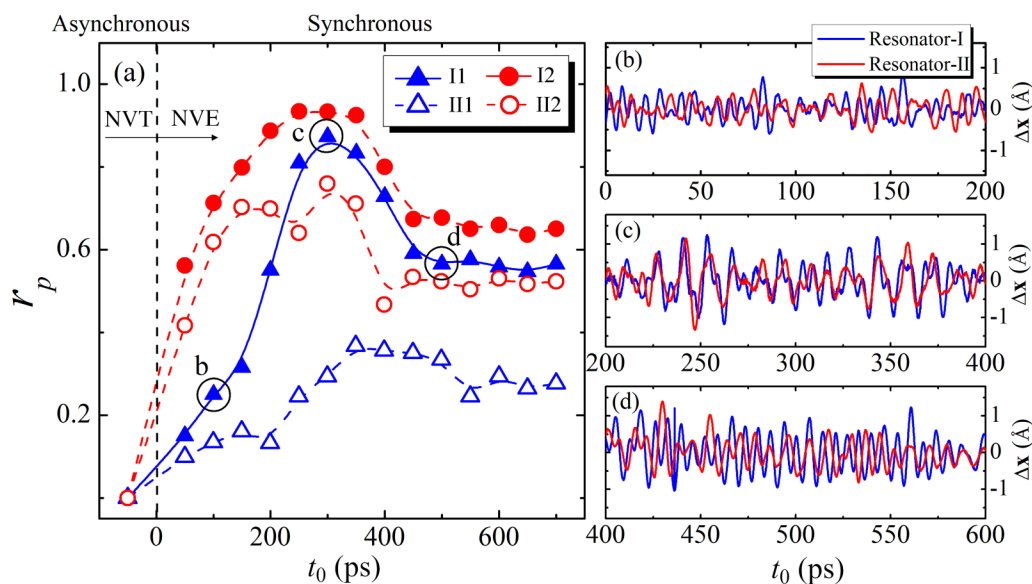 Asynchronous Synchronous
(a)
I1 I2
II1 II2
NVT NVE
1.0
0.6
0.2
r_p
b
c
d
0 200 400 600
t₀ (ps)
Resonator-I
Resonator-II
(b)
1
0
-1
Δx (Å)
0 50 100 150 200
(c)
1
0
-1
Δx (Å)
200 250 300 350 400
(d)
1
0
-1
Δx (Å)
400 450 500 550 600
t₀ (ps)